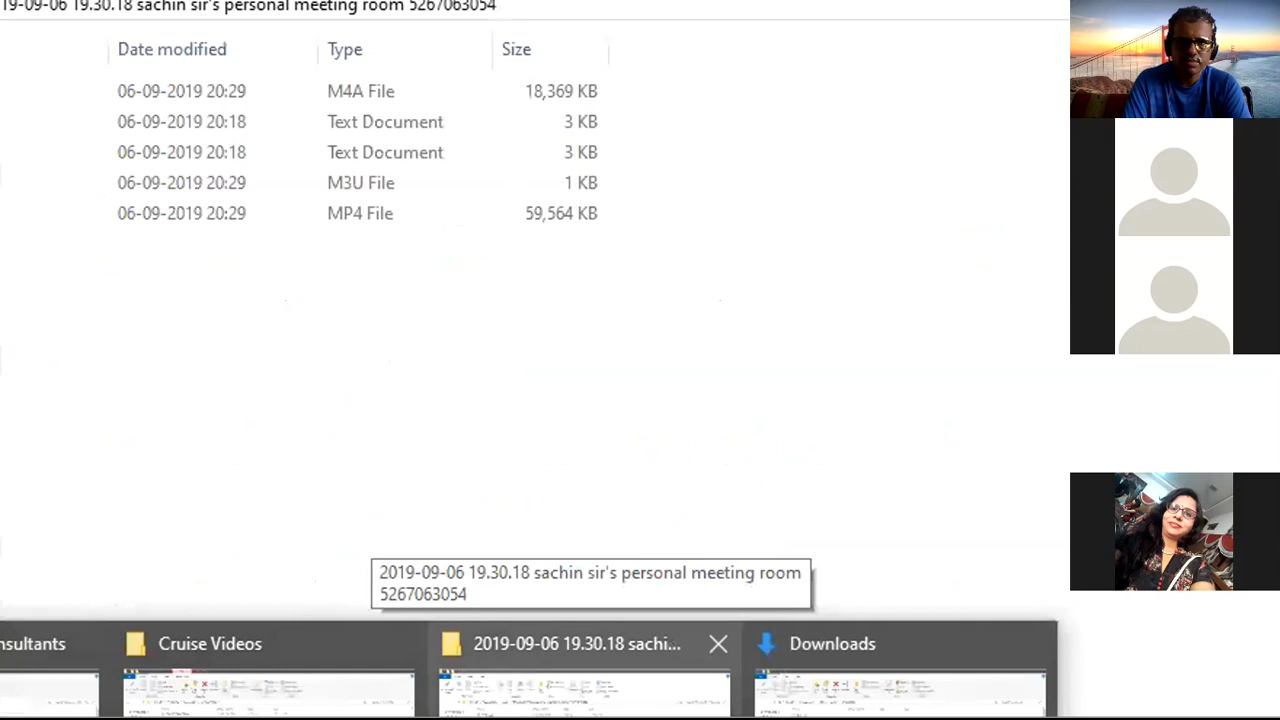 19-09-06 19.30.18 sachin sir's personal meeting room 5267063054
Date modified Type Size
06-09-2019 20:29 M4A File 18,369 KB
06-09-2019 20:18 Text Document 3 KB
06-09-2019 20:18 Text Document 3 KB
06-09-2019 20:29 M3U File 1 KB
06-09-2019 20:29 MP4 File 59,564 KB
2019-09-06 19.30.18 sachin sir's personal meeting room
5267063054
nsultants Cruise Videos 2019-09-06 19.30.18 sachi... Downloads